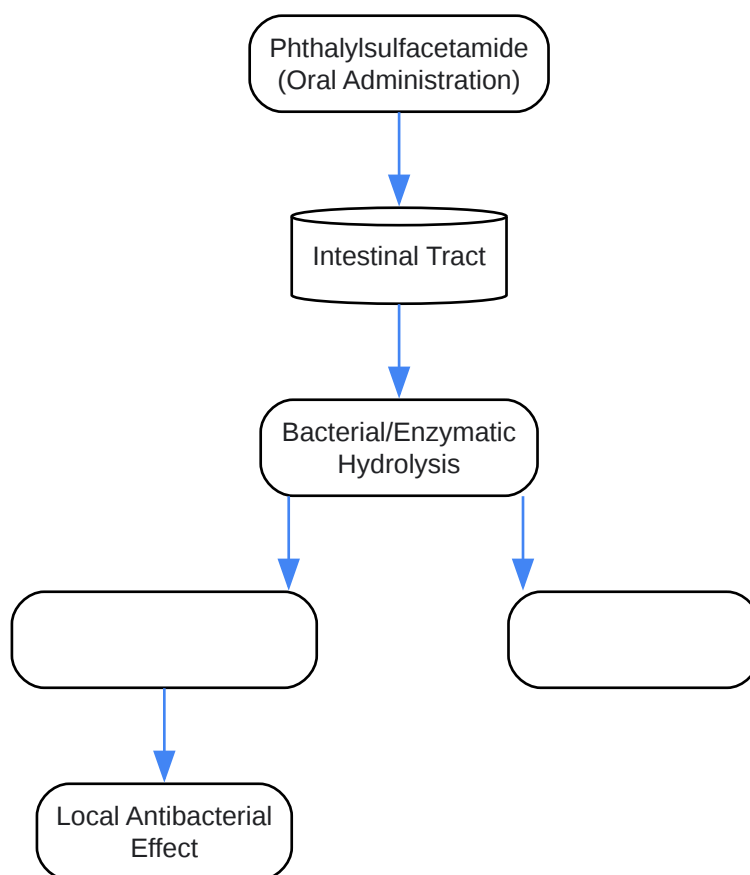 Phthalylsulfacetamide
(Oral Administration)
Intestinal Tract
Bacterial/Enzymatic
Hydrolysis
Local Antibacterial
Effect